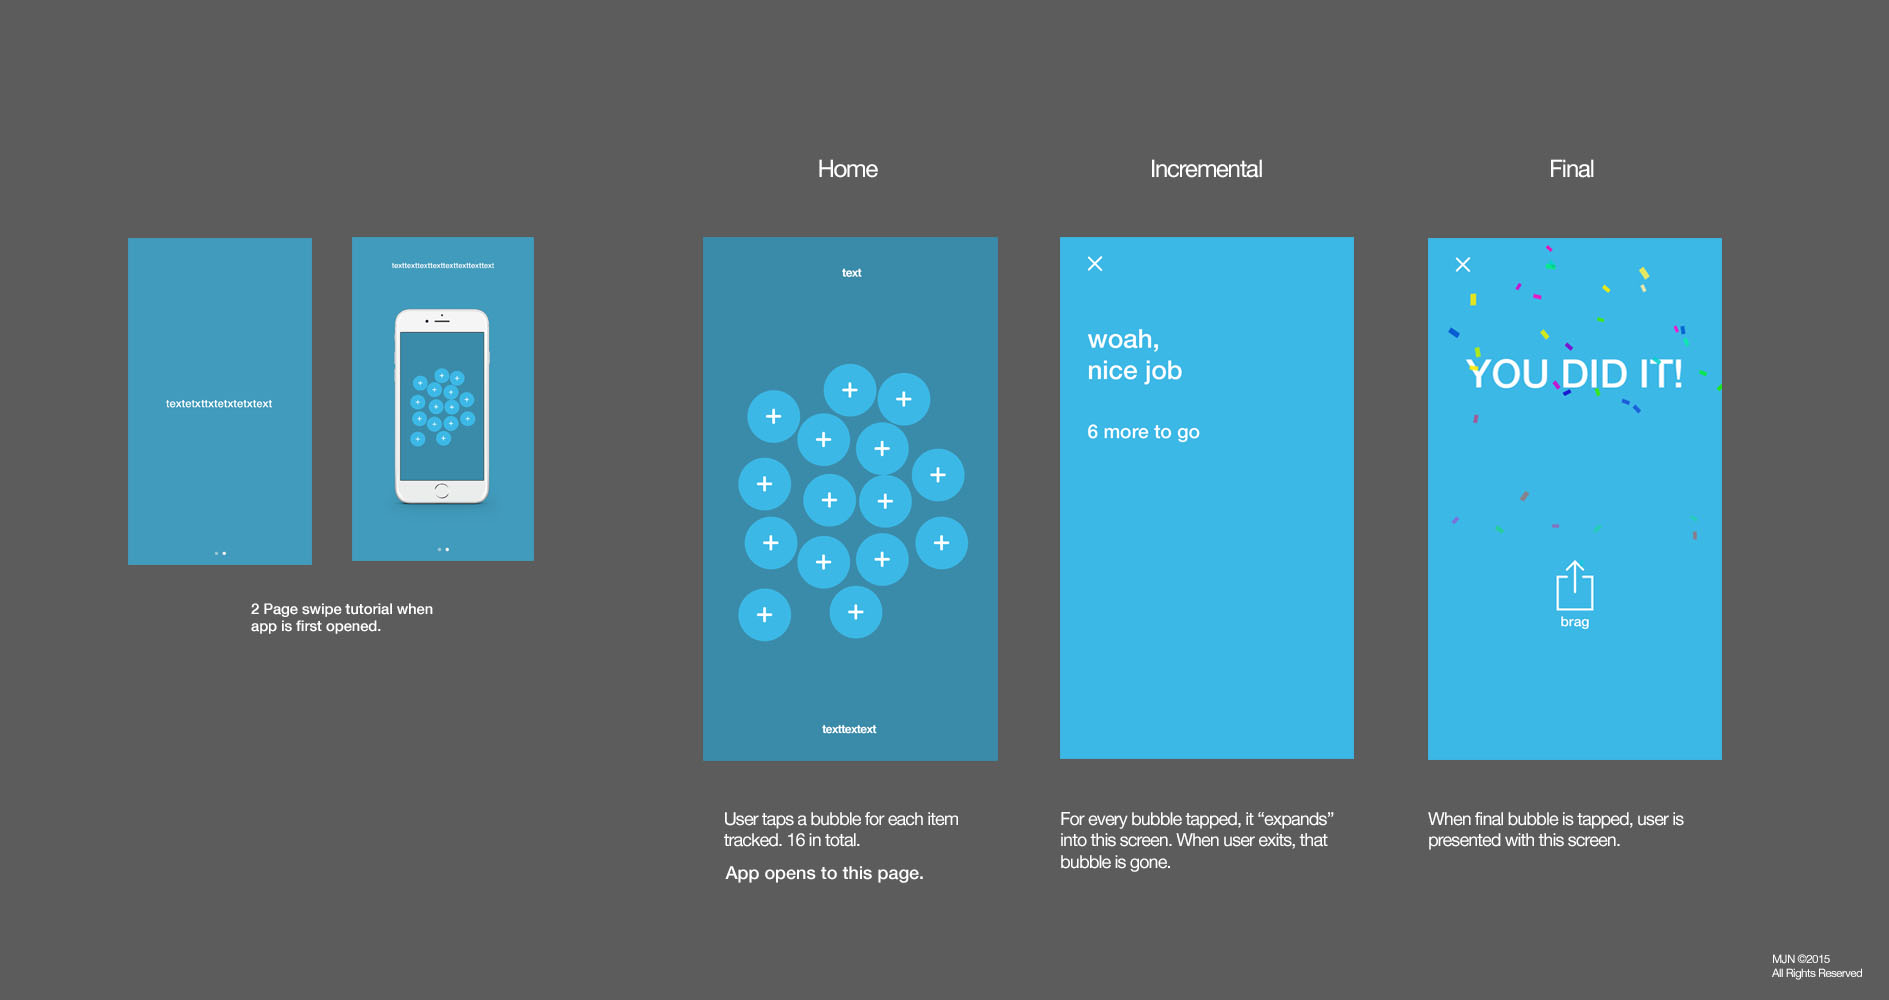 Home
Incremental
Final
textetxttxtetxtetxtext
texttexttexttexttexttexttexttext
2 Page swipe tutorial when
app is first opened.
text
texttextext
User taps a bubble for each item
tracked. 16 in total.
App opens to this page.
woah,
nice job
6 more to go
For every bubble tapped, it “expands”
into this screen. When user exits, that
bubble is gone.
YOU DID IT!
brag
When final bubble is tapped, user is
presented with this screen.
MJN ©2015
All Rights Reserved